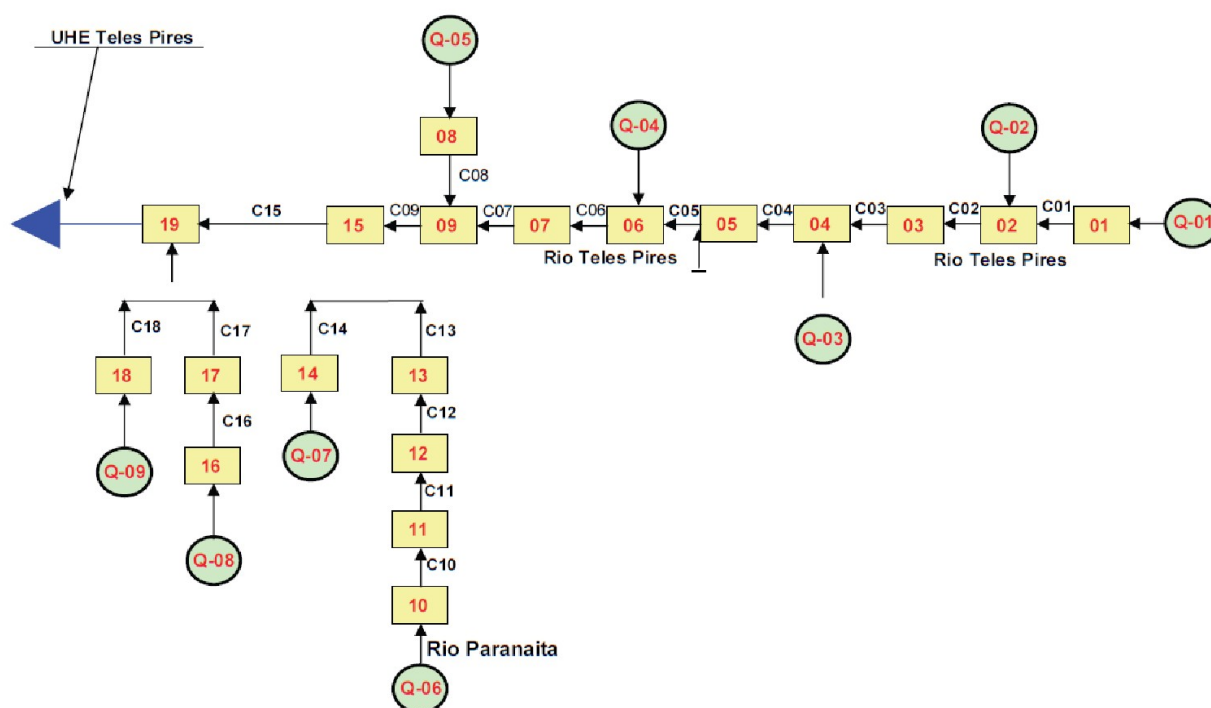 UHE Teles Pires
Q-05
Q-04
Q-02
08
C08
19
C15
15
C09
09
C07
07
C06
06
C05
05
C04
04
C03
03
C02
02
C01
01
Q-01
Rio Teles Pires
Rio Teles Pires
C18
C17
C14
C13
Q-03
18
17
14
13
C16
C12
Q-09
16
Q-07
12
C11
11
Q-08
C10
10
Rio Paranaita
Q-06